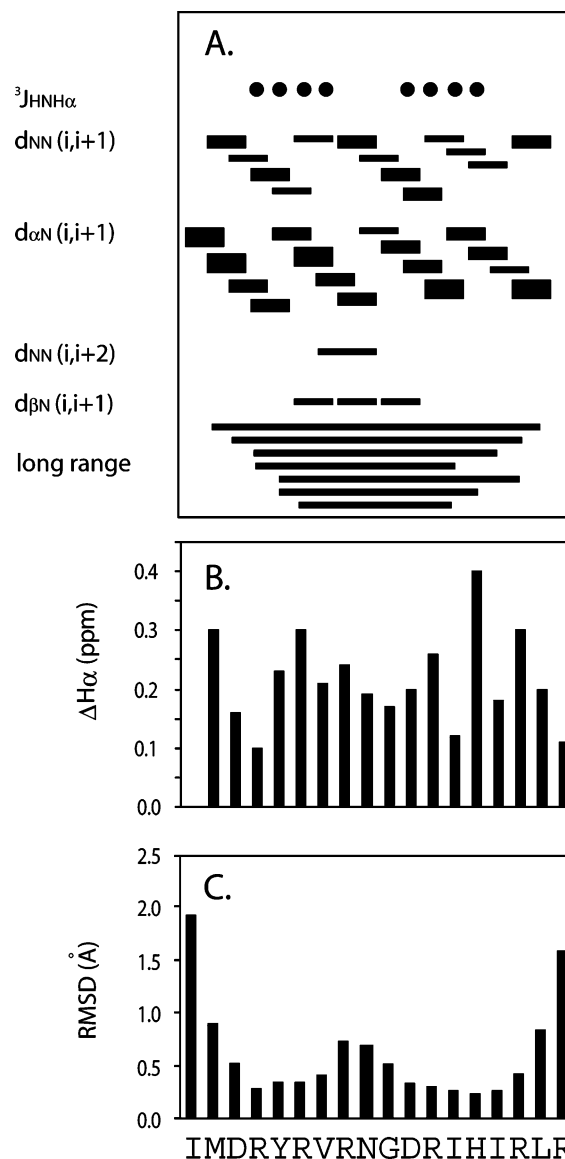 A.
³JHNHα
dNN (i,i+1)
dαN (i,i+1)
dNN (i,i+2)
dβN (i,i+1)
long range
B.
0.4
0.3
0.2
0.1
0.0
ΔHα (ppm)
C.
2.5
2.0
1.5
1.0
0.5
0.0
RMSD (Å)
IMDRYRVRNGDRIHIRLR